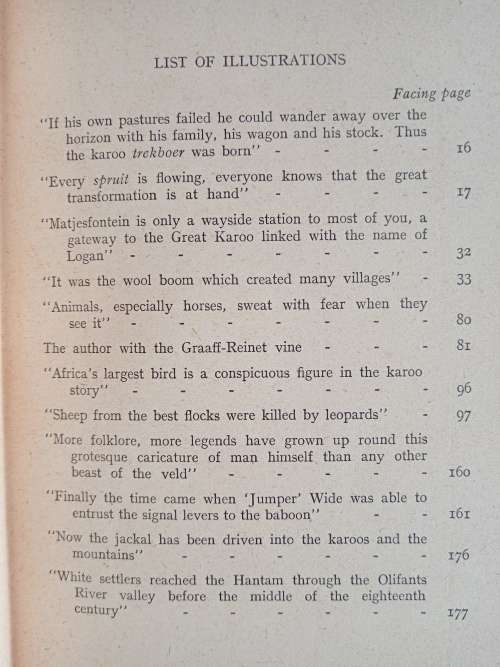 LIST OF ILLUSTRATIONS
Facing page
"If his own pastures failed he could wander away over the
horizon with his family, his wagon and his stock. Thus
the karoo trekboer was born" - - - - 16
"Every spruit is flowing, everyone knows that the great
transformation is at hand" - - - - 17
"Matjesfontein is only a wayside station to most of you, a
gateway to the Great Karoo linked with the name of
Logan" - - - - - - - 32
"It was the wool boom which created many villages" - 33
"Animals, especially horses, sweat with fear when they
see it" - - - - - - - 80
The author with the Graaff-Reinet vine - - - 81
"Africa's largest bird is a conspicuous figure in the karoo
story" - - - - - - - 96
"Sheep from the best flocks were killed by leopards" - 97
"More folklore, more legends have grown up round this
grotesque caricature of man himself than any other
beast of the veld" - - - - - 160
"Finally the time came when 'Jumper' Wide was able to
entrust the signal levers to the baboon" - - 161
"Now the jackal has been driven into the karoos and the
mountains" - - - - - - 176
"White settlers reached the Hantam through the Olifants
River valley before the middle of the eighteenth
century" - - - - - - - 177